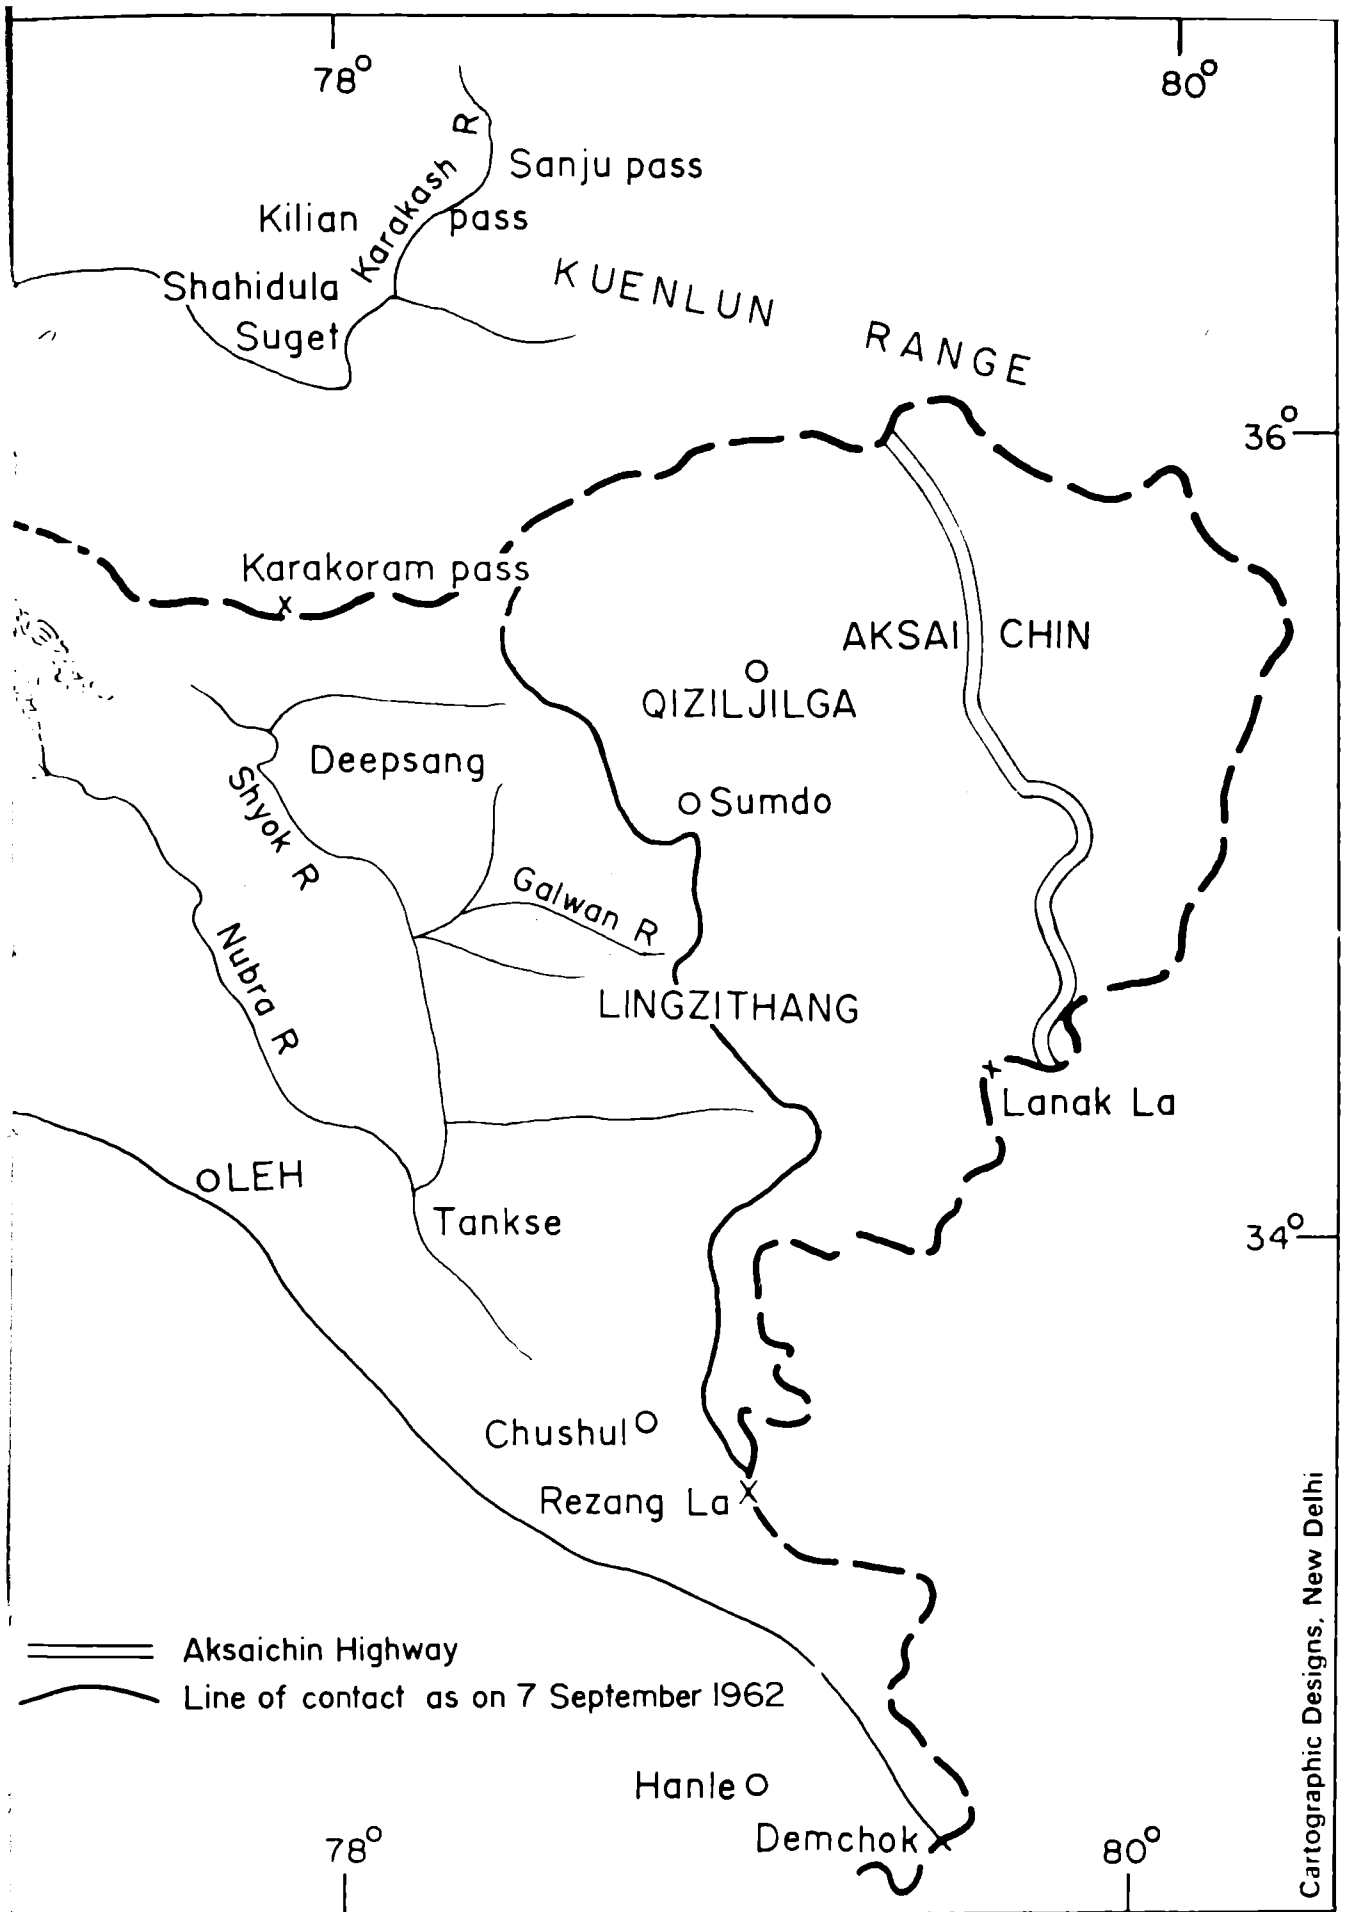 78°
80°
Karakash R
Sanju pass
Kilian pass
Shahidula
Suget
KUENLUN RANGE
36°
Karakoram pass
AKSAI CHIN
QIZILJILGA
Deepsang
Sumdo
Shyok R
Galwan R
Nubra R
LINGZITHANG
Lanak La
LEH
Tankse
34°
Chushul
Rezang La
Aksaichin Highway
Line of contact as on 7 September 1962
Hanle
Demchok
78°
80°
Cartographic Designs, New Delhi